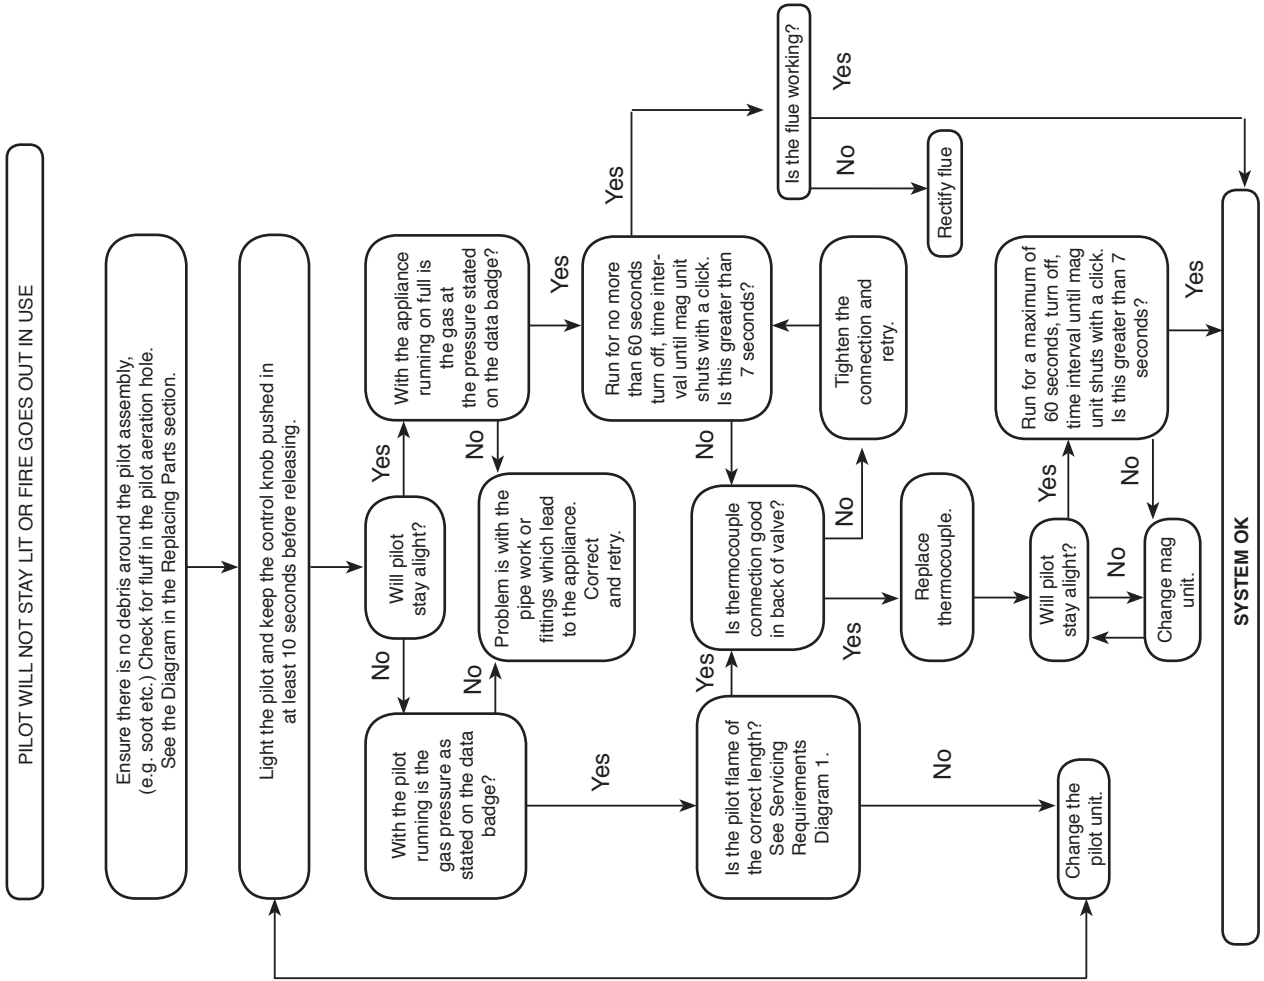 PILOT WILL NOT STAY LIT OR FIRE GOES OUT IN USE
Ensure there is no debris around the pilot assembly,
(e.g. soot etc.) Check for fluff in the pilot aeration hole.
See the Diagram in the Replacing Parts section.
Light the pilot and keep the control knob pushed in
at least 10 seconds before releasing.
Will pilot
stay alight?
No
Yes
With the pilot
running is the
gas pressure as
stated on the data
badge?
With the appliance
running on full is
the gas at
the pressure stated
on the data badge?
No
No
Problem is with the
pipe work or
fittings which lead
to the appliance.
Correct
and retry.
Yes
Yes
Is the pilot flame of
the correct length?
See Servicing
Requirements
Diagram 1.
Yes
Is thermocouple
connection good
in back of valve?
No
Run for no more
than 60 seconds
turn off, time inter-
val until mag unit
shuts with a click.
Is this greater than
7 seconds?
Yes
Is the flue working?
No
Yes
Rectify flue
No
Tighten the
connection and
retry.
Yes
Replace
thermocouple.
No
Change the
pilot unit.
Will pilot
stay alight?
Yes
Run for a maximum of
60 seconds, turn off,
time interval until mag
unit shuts with a click.
Is this greater than 7
seconds?
No
No
Change mag
unit.
Yes
SYSTEM OK